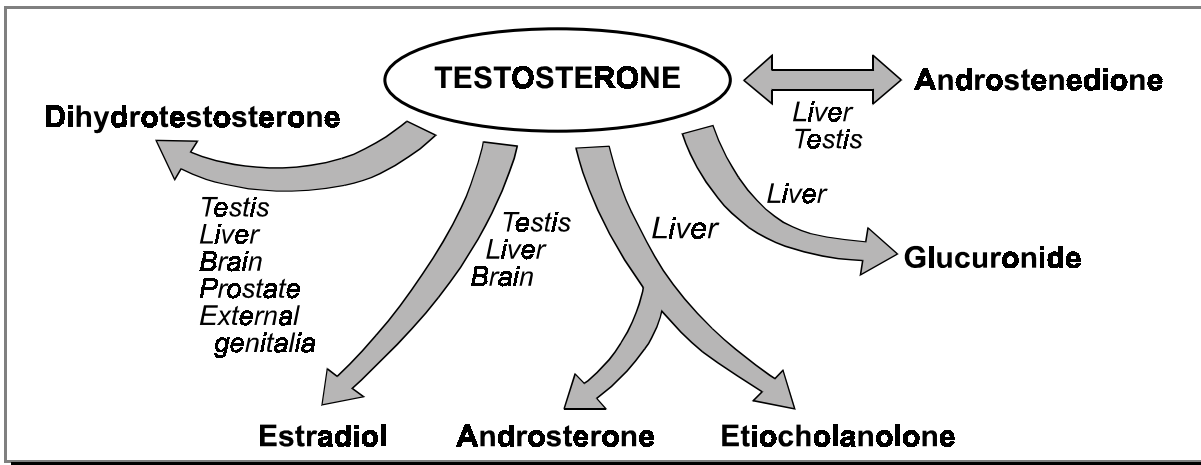 TESTOSTERONE
Androstenedione
Liver
Testis
Dihydrotestosterone
Testis
Liver
Brain
Prostate
External
genitalia
Testis
Liver
Brain
Liver
Liver
Glucuronide
Estradiol
Androsterone
Etiocholanolone